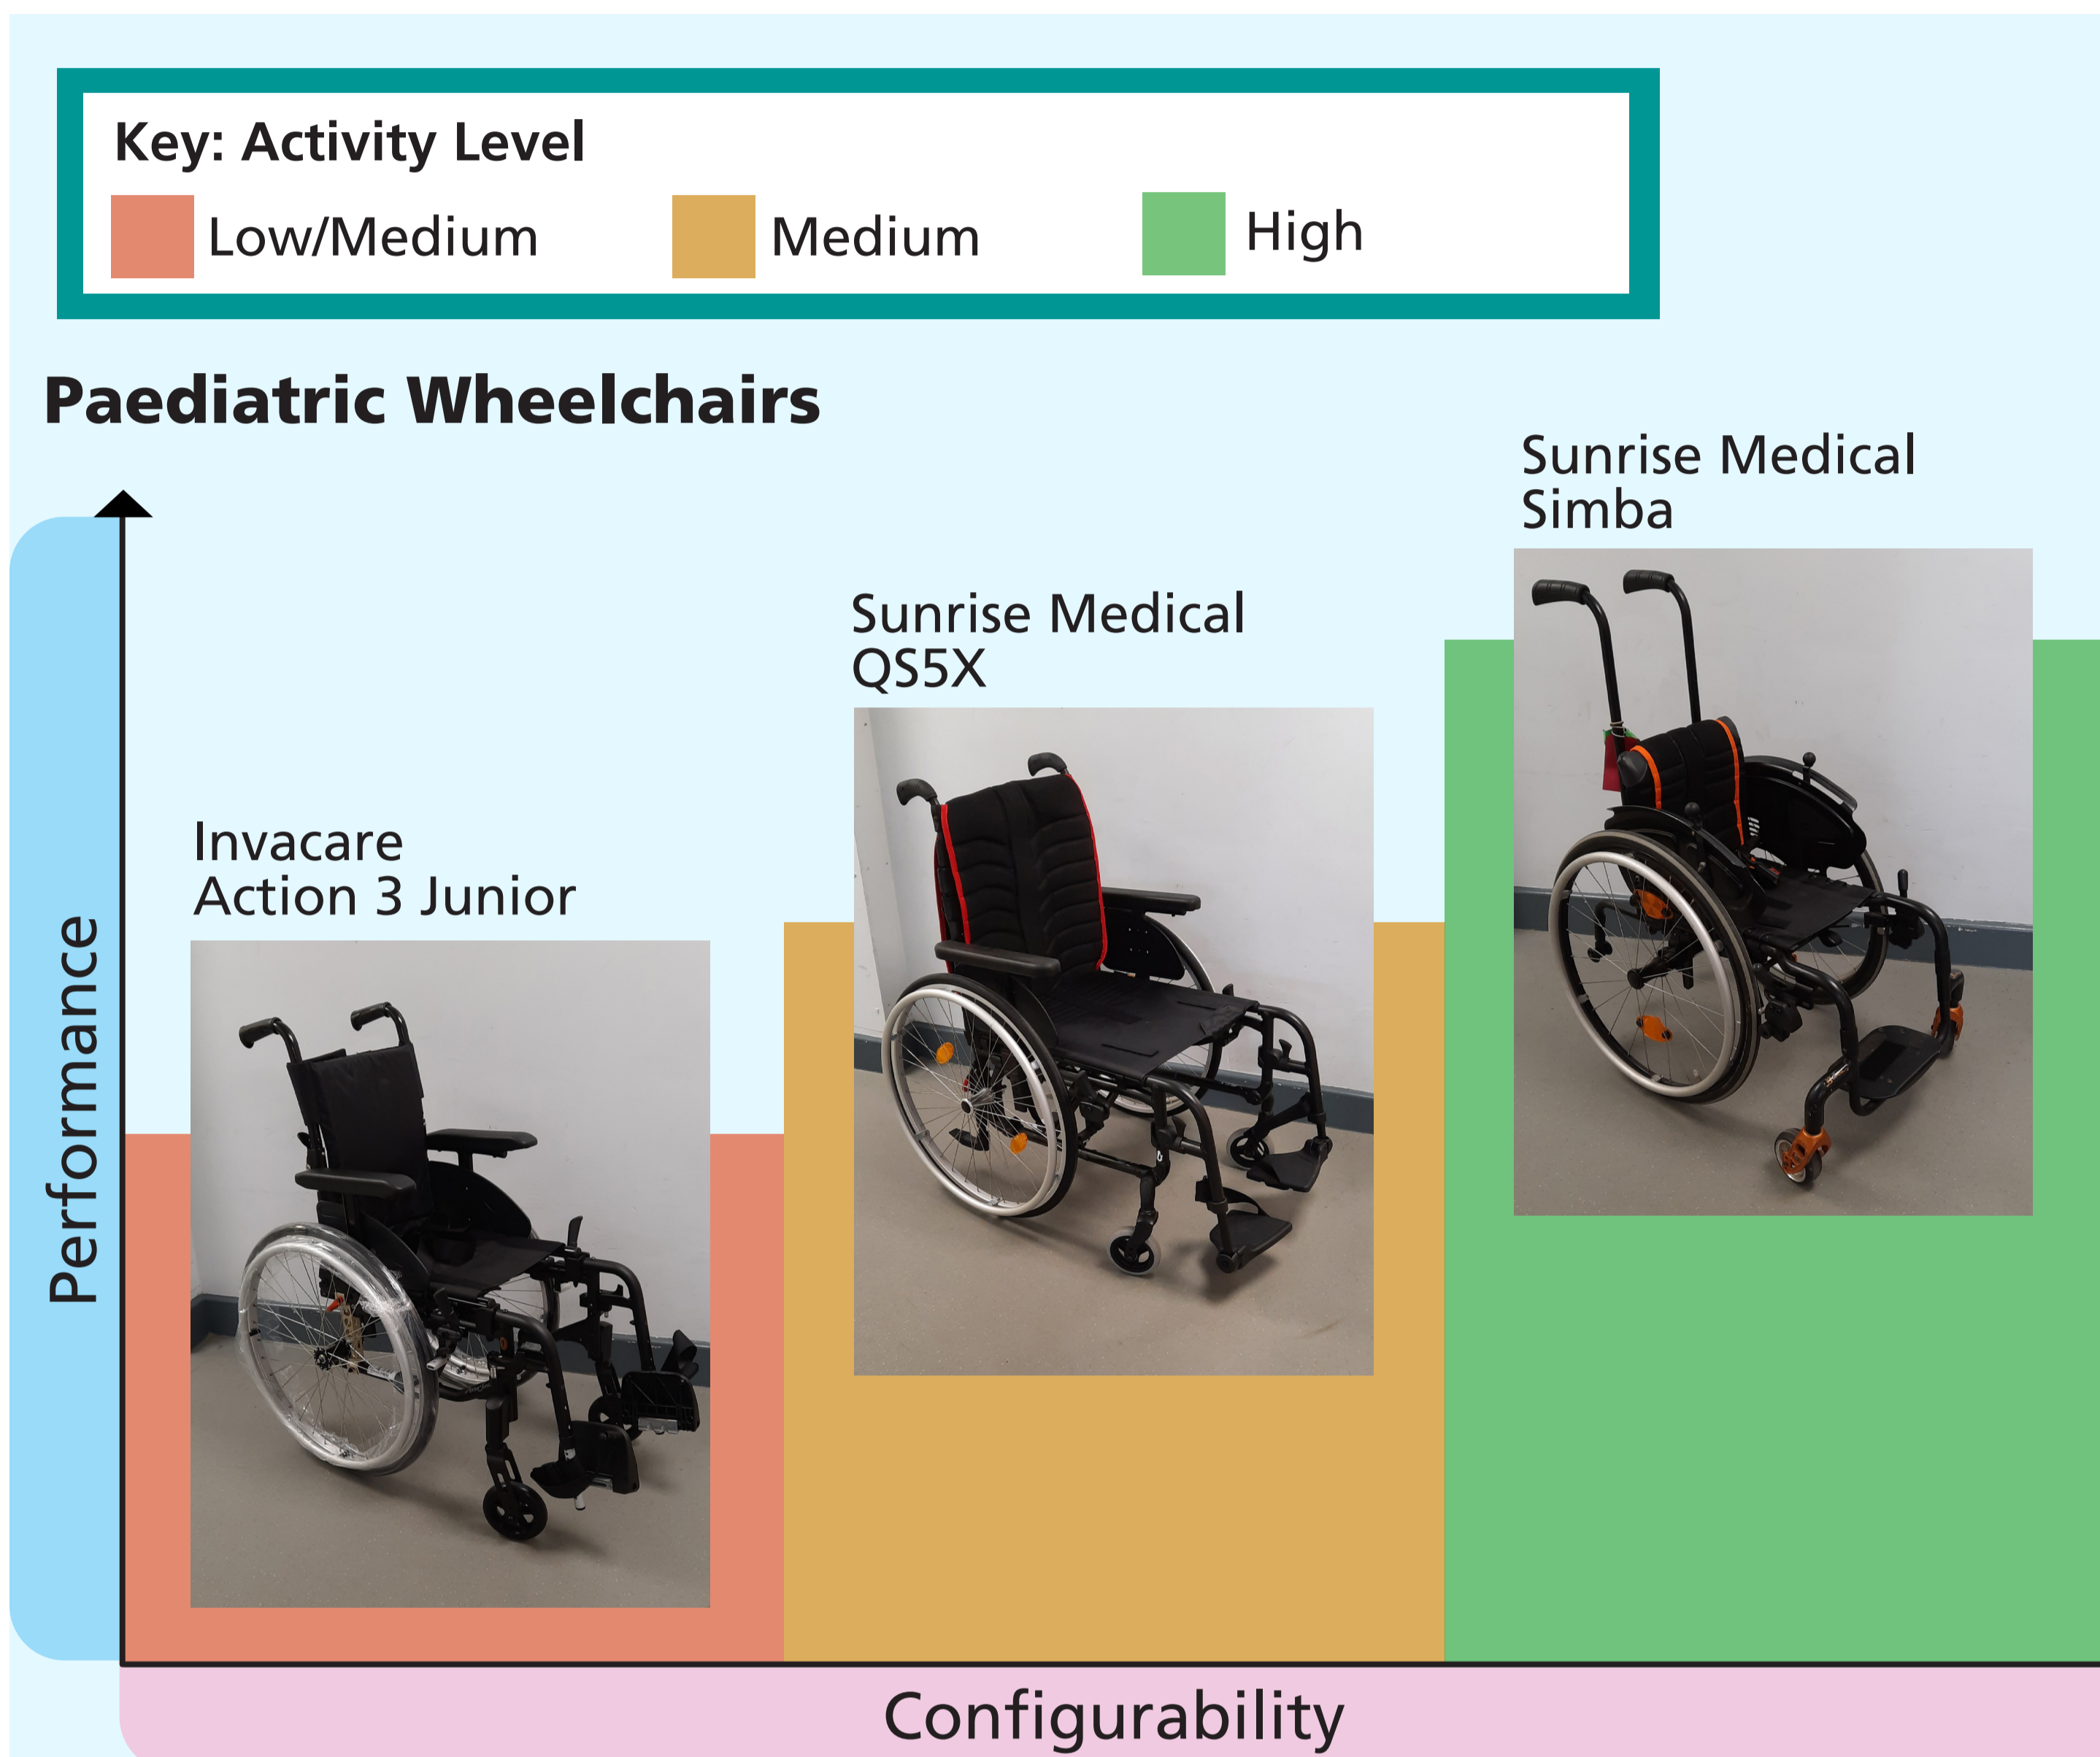 Key: Activity Level
Low/Medium
Medium
High
Paediatric Wheelchairs
Sunrise Medical
Simba
Sunrise Medical
QS5X
Invacare
Action 3 Junior
Performance
Configurability